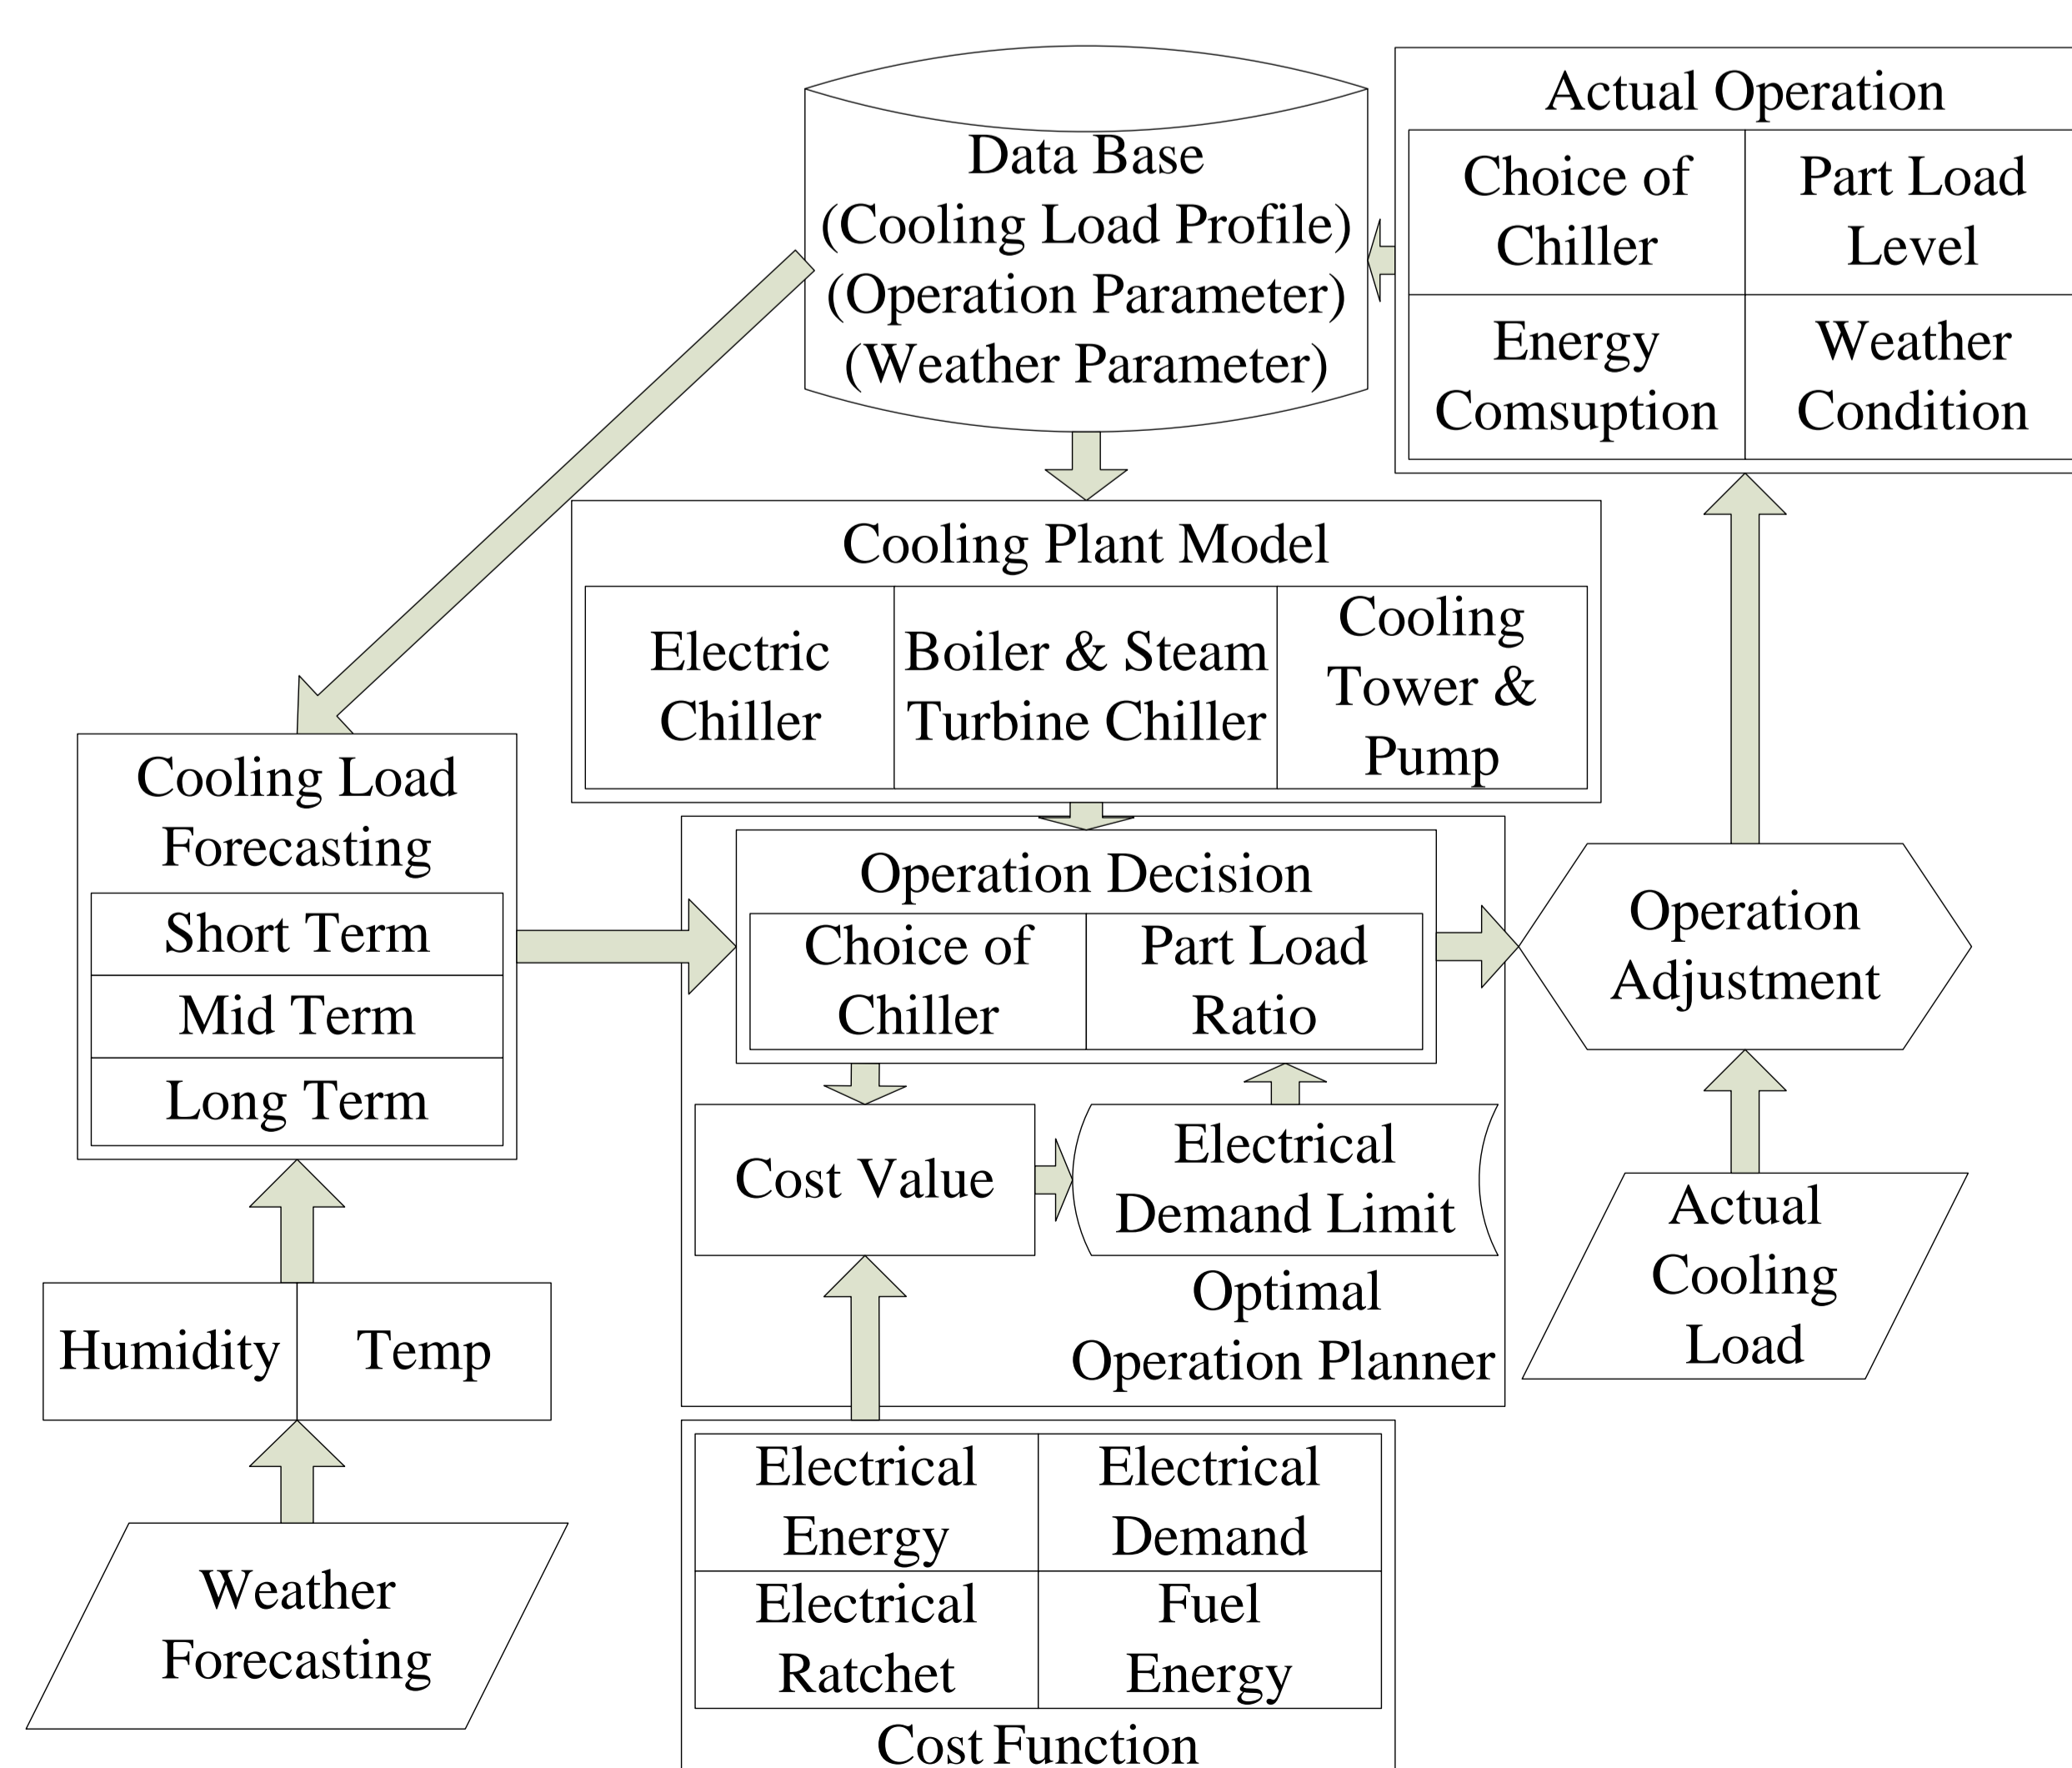 Data Base
(Cooling Load Profile)
(Operation Parameter)
(Weather Parameter)
Actual Operation
Choice of
Chiller
Part Load
Level
Energy
Comsuption
Weather
Condition
Cooling Plant Model
Electric
Chiller
Boiler & Steam
Turbine Chiller
Cooling
Tower &
Pump
Cooling Load
Forecasting
Short Term
Mid Term
Long Term
Operation Decision
Choice of
Chiller
Part Load
Ratio
Operation
Adjustment
Cost Value
Electrical
Demand Limit
Optimal
Operation Planner
Actual
Cooling
Load
Humidity
Temp
Weather
Forecasting
Electrical
Energy
Electrical
Demand
Electrical
Ratchet
Fuel
Energy
Cost Function